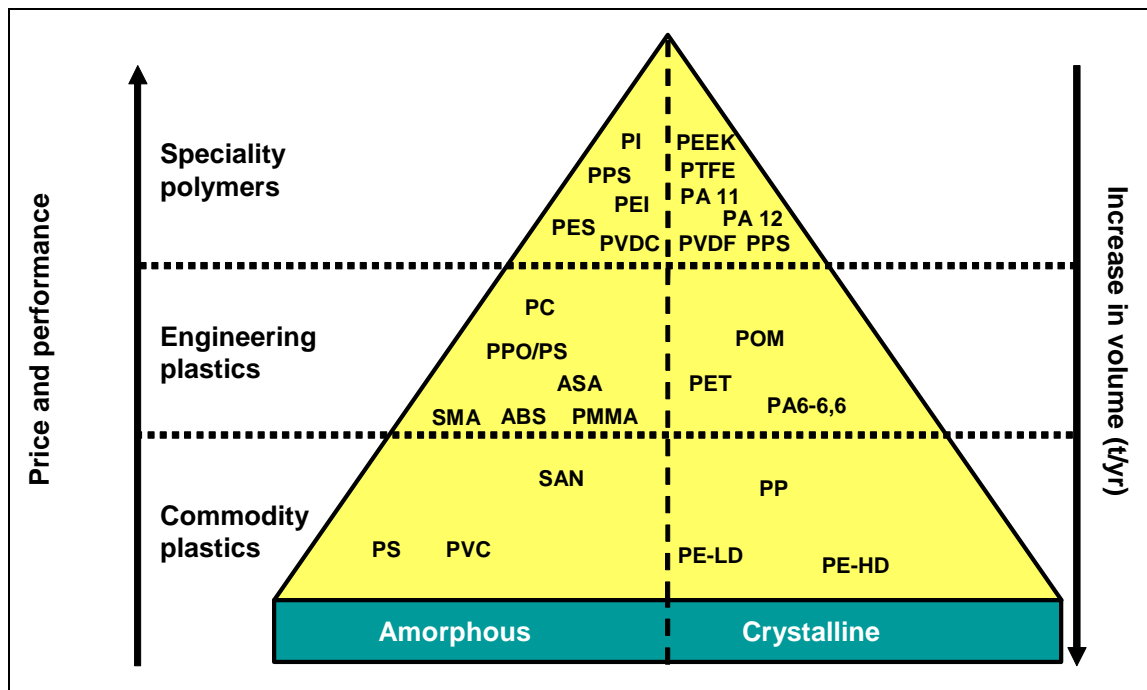 Price and performance
Speciality
polymers
PI PEEK
PPS PTFE
PEI PA 11
PES PA 12
PVDC PVDF PPS
Engineering
plastics
PC
PPO/PS POM
ASA PET
SMA ABS PMMA PA6-6,6
Commodity
plastics
SAN PP
PS PVC PE-LD PE-HD
Amorphous Crystalline
Increase in volume (t/yr)